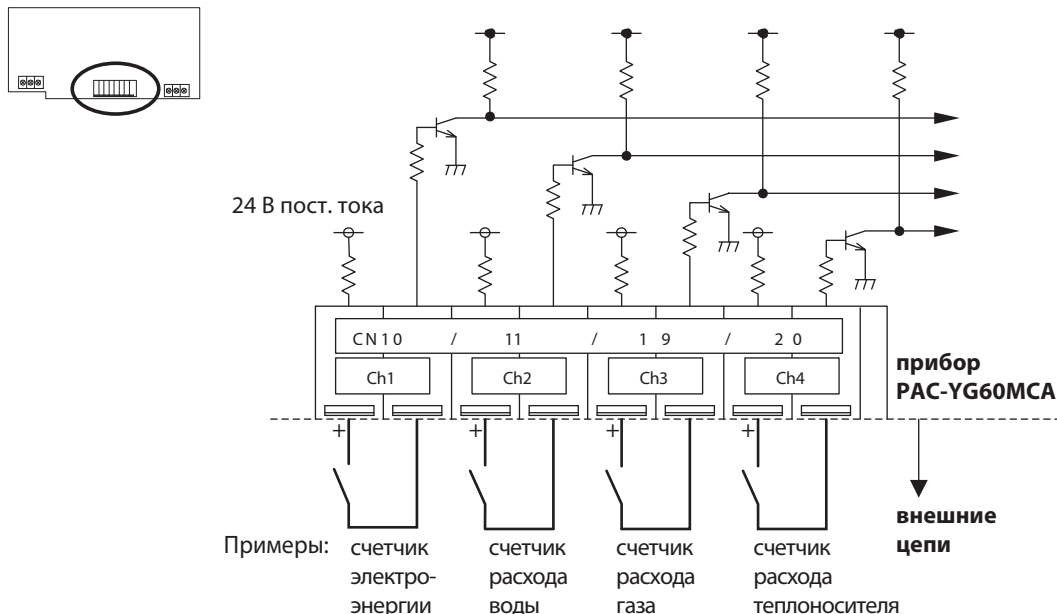 24 В пост. тока
CN10 / 11 / 19 / 20
Ch1 Ch2 Ch3 Ch4
прибор
PAC-YG60MCA
+ + + +
внешние
цепи
Примеры:
счетчик
электро-
энергии
счетчик
расхода
воды
счетчик
расхода
газа
счетчик
расхода
теплоносителя